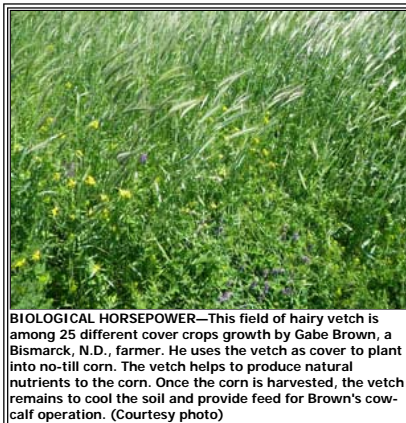 BIOLOGICAL HORSEPOWER—This field of hairy vetch is
among 25 different cover crops growth by Gabe Brown, a
Bismarck, N.D., farmer. He uses the vetch as cover to plant
into no-till corn. The vetch helps to produce natural
nutrients to the corn. Once the corn is harvested, the vetch
remains to cool the soil and provide feed for Brown's cow-
calf operation. (Courtesy photo)